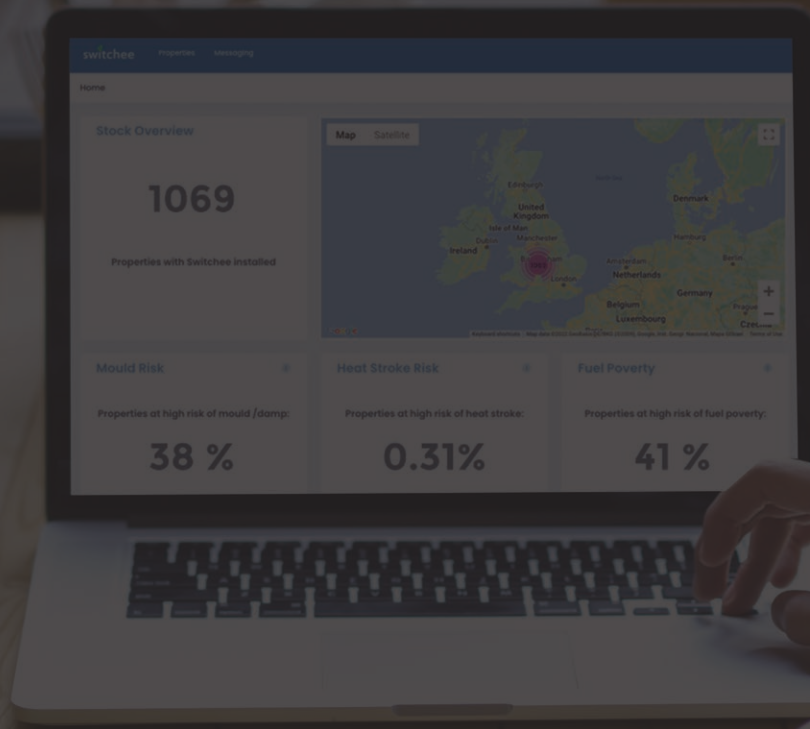 switchee Properties Messaging
Home
Stock Overview
1069
Properties with Switchee installed
Map Satellite
Edinburgh
United
Kingdom
Isle of Man
Dublin
Manchester
Ireland
London
Denmark
Hamburg
Amsterdam
Berlin
Netherlands
Germany
Belgium
Prague
Luxembourg
Mould Risk
Properties at high risk of mould /damp:
38 %
Heat Stroke Risk
Properties at high risk of heat stroke:
0.31%
Fuel Poverty
Properties at high risk of fuel poverty:
41 %